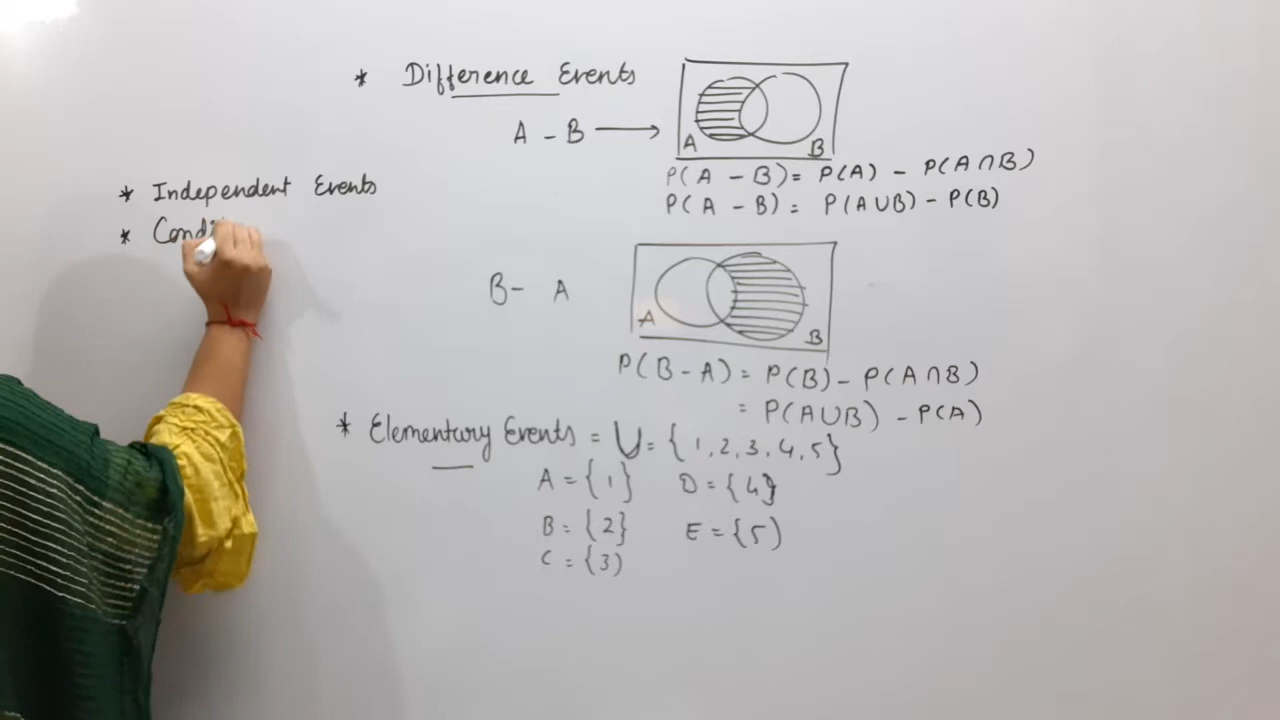 * Difference Events
A - B ⟶
A
B
P(A - B) = P(A) - P(A∩B)
P(A - B) = P(A∪B) - P(B)
* Independent Events
* Cond
B - A
A
B
P(B - A) = P(B) - P(A∩B)
= P(A∪B) - P(A)
* Elementary Events = U = {1,2,3,4,5}
A = {1} D = {4}
B = {2} E = {5)
C = {3)